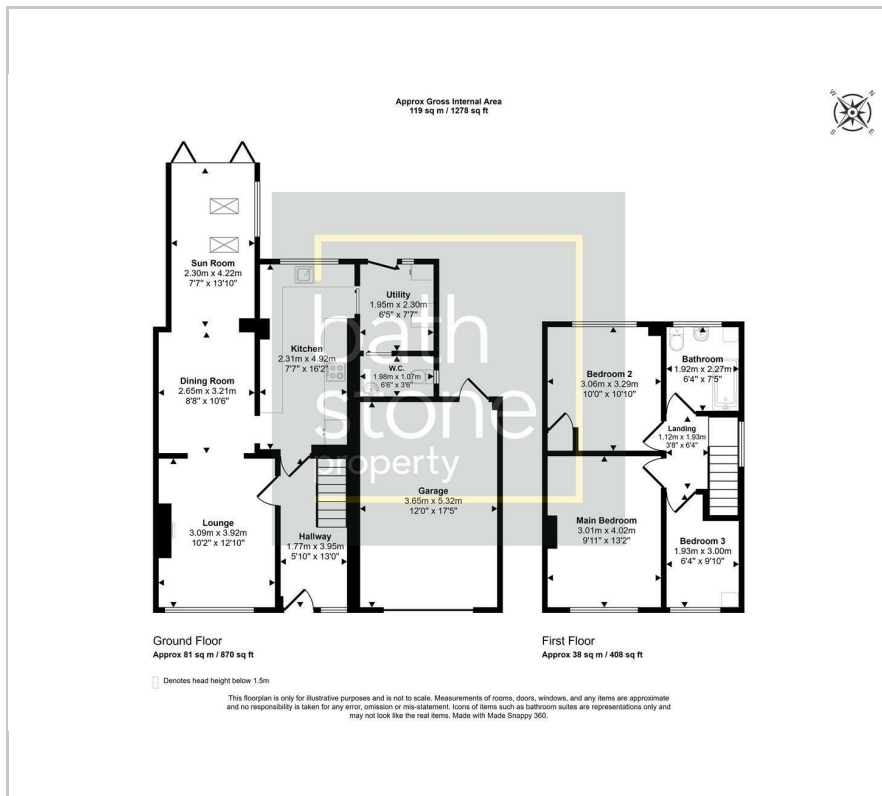 Approx Gross Internal Area
119 sq m / 1278 sq ft
W
N
S
E
Sun Room
2.30m x 4.22m
7'7" x 13'10"
Utility
1.95m x 2.30m
6'5" x 7'7"
Kitchen
2.31m x 4.92m
7'7" x 16'2"
W.C.
1.98m x 1.07m
6'6" x 3'6"
Dining Room
2.65m x 3.21m
8'8" x 10'6"
bath
stone
property
Bedroom 2
3.06m x 3.29m
10'0" x 10'10"
Bathroom
1.92m x 2.27m
6'4" x 7'5"
Landing
1.12m x 1.93m
3'8" x 6'4"
Lounge
3.09m x 3.92m
10'2" x 12'10"
Hallway
1.77m x 3.95m
5'10" x 13'0"
Garage
3.65m x 5.32m
12'0" x 17'5"
Main Bedroom
3.01m x 4.02m
9'11" x 13'2"
Bedroom 3
1.93m x 3.00m
6'4" x 9'10"
Ground Floor
Approx 81 sq m / 870 sq ft
First Floor
Approx 38 sq m / 408 sq ft
Denotes head height below 1.5m
This floorplan is only for illustrative purposes and is not to scale. Measurements of rooms, doors, windows, and any items are approximate
and no responsibility is taken for any error, omission or mis-statement. Icons of items such as bathroom suites are representations only and
may not look like the real items. Made with Made Snappy 360.